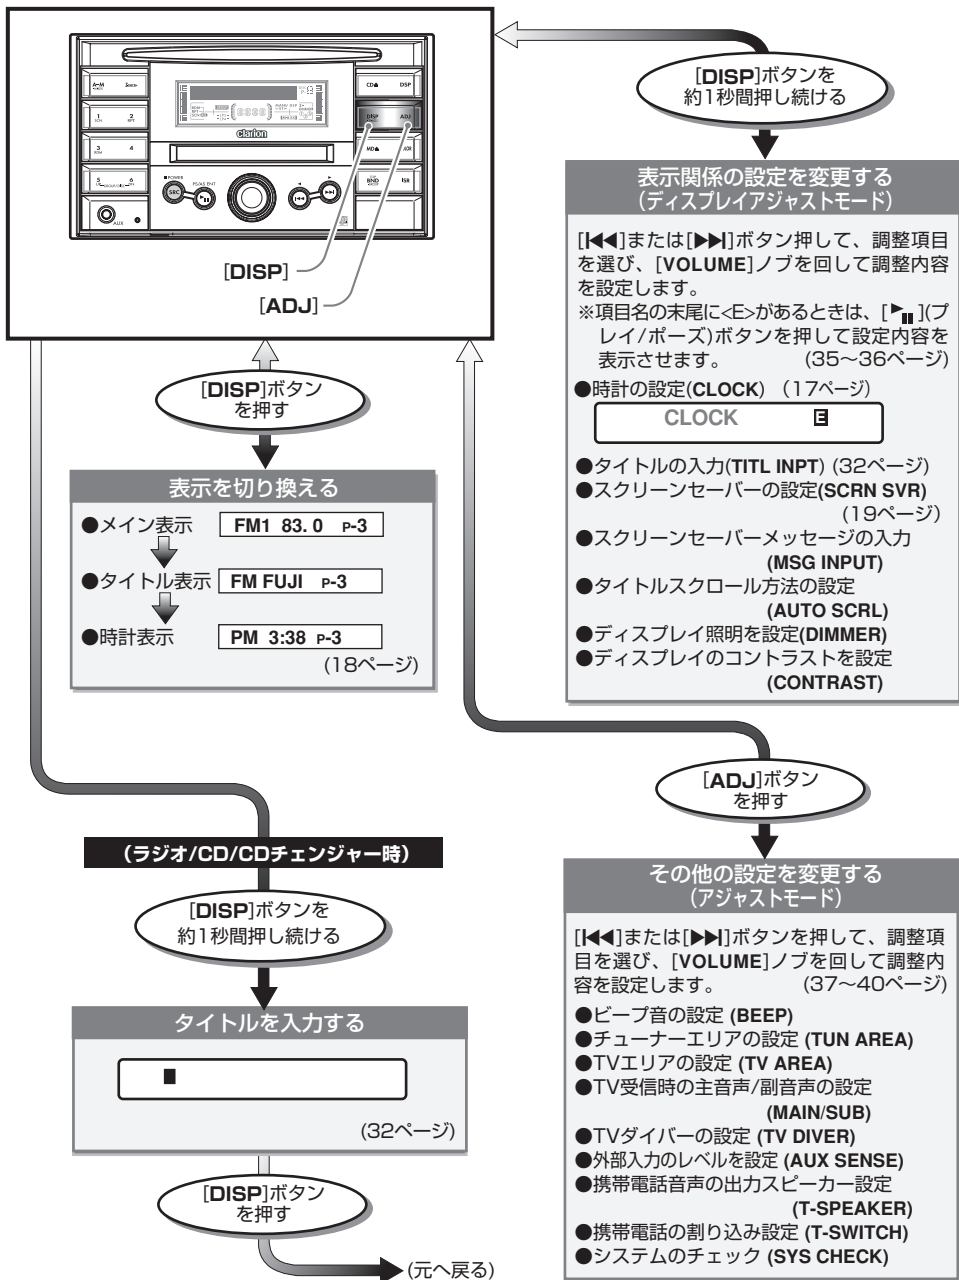 CD▲
DSP
1
SCN
2
RPT
DISP
ADJ
3
RDM
4
clarion
MD▲
5
6
BND
ISR
■POWER
SRC
AUX
[DISP]
[ADJ]
[DISP]ボタンを
約1秒間押し続ける
表示関係の設定を変更する
(ディスプレイアジャストモード)
[|◀◀]または[▶▶|]ボタン押して、調整項目
を選び、[VOLUME]ノブを回して調整内容
を設定します。
※項目名の末尾に<E>があるときは、[▶II](プ
レイ/ポーズ)ボタンを押して設定内容を
表示させます。 (35〜36ページ)
●時計の設定(CLOCK) (17ページ)
CLOCK E
●タイトルの入力(TITL INPT) (32ページ)
●スクリーンセーバーの設定(SCRN SVR)
(19ページ)
●スクリーンセーバーメッセージの入力
(MSG INPUT)
●タイトルスクロール方法の設定
(AUTO SCRL)
●ディスプレイ照明を設定(DIMMER)
●ディスプレイのコントラストを設定
(CONTRAST)
[DISP]ボタン
を押す
表示を切り換える
●メイン表示 FM1 83. 0 P-3
●タイトル表示 FM FUJI P-3
●時計表示 PM 3:38 P-3
(18ページ)
(ラジオ/CD/CDチェンジャー時)
[DISP]ボタンを
約1秒間押し続ける
タイトルを入力する
(32ページ)
[DISP]ボタン
を押す
(元へ戻る)
[ADJ]ボタン
を押す
その他の設定を変更する
(アジャストモード)
[|◀◀]または[▶▶|]ボタンを押して、調整項
目を選び、[VOLUME]ノブを回して調整内
容を設定します。 (37〜40ページ)
●ビープ音の設定 (BEEP)
●チューナーエリアの設定 (TUN AREA)
●TVエリアの設定 (TV AREA)
●TV受信時の主音声/副音声の設定
(MAIN/SUB)
●TVダイバーの設定 (TV DIVER)
●外部入力のレベルを設定 (AUX SENSE)
●携帯電話音声の出力スピーカー設定
(T-SPEAKER)
●携帯電話の割り込み設定 (T-SWITCH)
●システムのチェック (SYS CHECK)